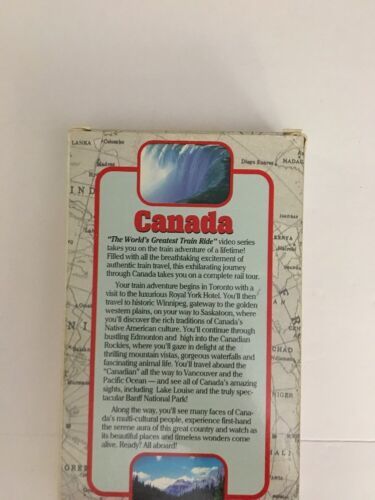 LANKA
Colombo
Diego Suarez
MADAG
Canada
"The World's Greatest Train Ride" video series
takes you on the train adventure of a lifetime!
Filled with all the breathtaking excitement of
authentic train travel, this exhilarating journey
through Canada takes you on a complete rail tour.
Your train adventure begins in Toronto with a
visit to the luxurious Royal York Hotel. You'll then
travel to historic Winnipeg, gateway to the golden
western plains, on your way to Saskatoon, where
you'll discover the rich traditions of Canada's
Native American culture. You'll continue through
bustling Edmonton and high into the Canadian
Rockies, where you'll gaze in delight at the
thrilling mountain vistas, gorgeous waterfalls and
fascinating animal life. You'll travel aboard the
"Canadian" all the way to Vancouver and the
Pacific Ocean — and see all of Canada's amazing
sights, including Lake Louise and the truly spec-
tacular Banff National Park!
Along the way, you'll see many faces of Cana-
da's multi-cultural people, experience first-hand
the serene aura of this great country and watch as
its beautiful places and timeless wonders come
alive. Ready? All aboard!